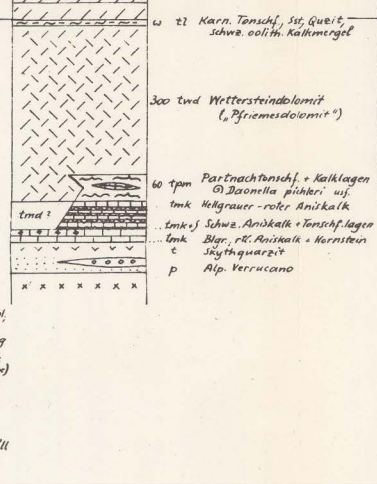 w tl Karn. Tonschf., Sst, Quzit,
schwz. oolith. Kalkmergel
300 twd Wettersteindolomit
("Pfriemesdolomit")
60 tpm Partnachtonschf. + Kalklagen
Daonella pichleri usf.
tmk Hellgrauer - roter Aniskalk
tmd?
tmk+s Schwz. Aniskalk + Tonschf.lagen
tmk Blgr., rtl. Aniskalk + Hornstein
t Skythquarzit
p Alp. Verrucano